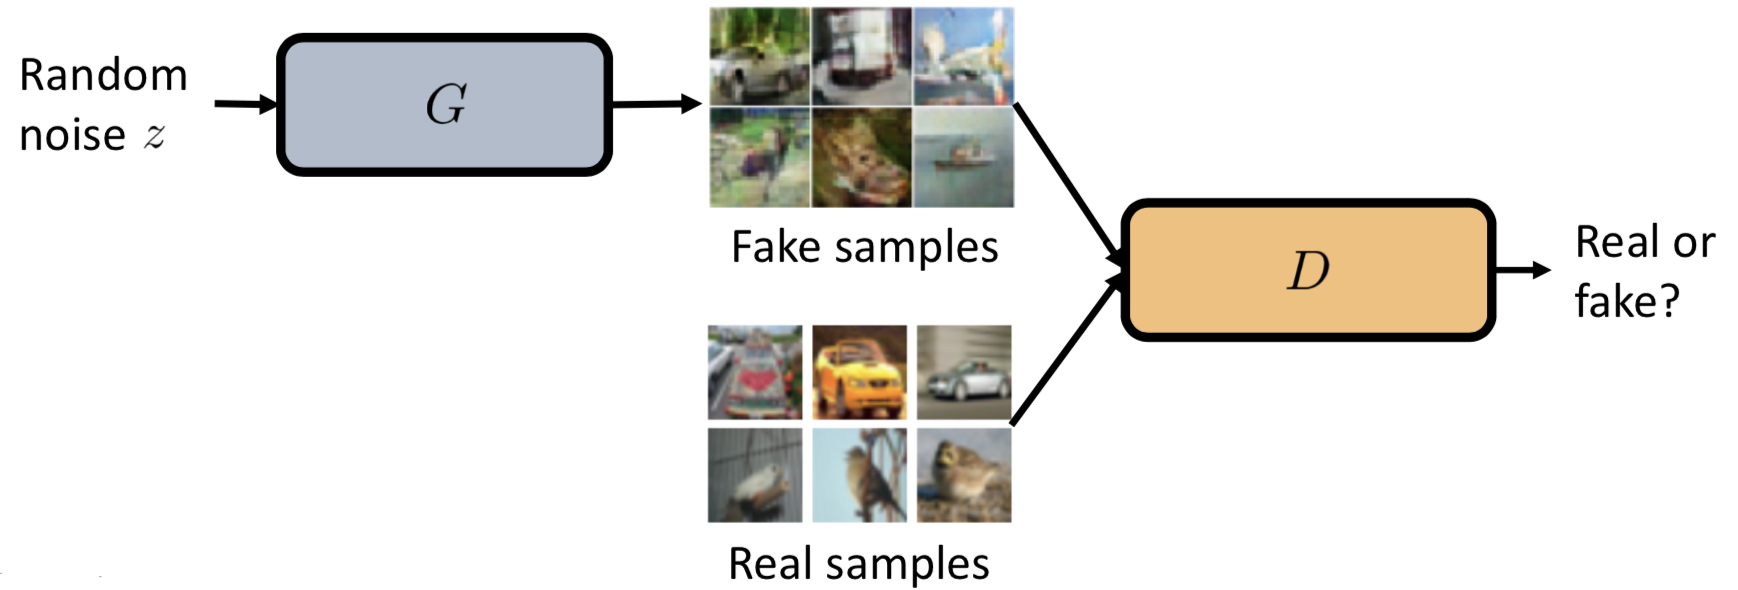 Random
noise z
G
Fake samples
Real samples
D
Real or
fake?